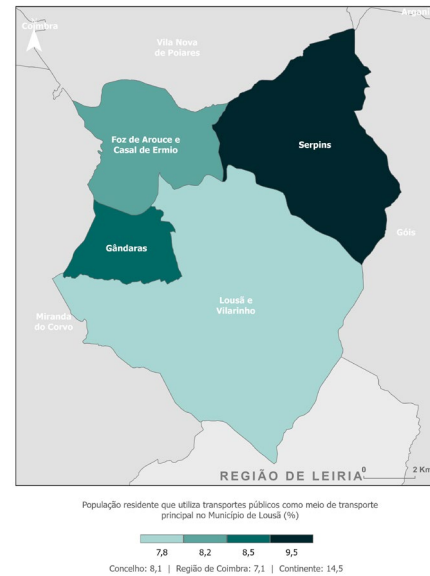 Coimbra
Arganil
Vila Nova
de Poiares
Foz de Arouce e
Casal de Ermio
Serpins
Góis
Gândaras
Lousã e
Vilarinho
Miranda
do Corvo
REGIÃO DE LEIRIA
0 2 Km
População residente que utiliza transportes públicos como meio de transporte
principal no Município de Lousã (%)
7,8 8,2 8,5 9,5
Concelho: 8,1 | Região de Coimbra: 7,1 | Continente: 14,5